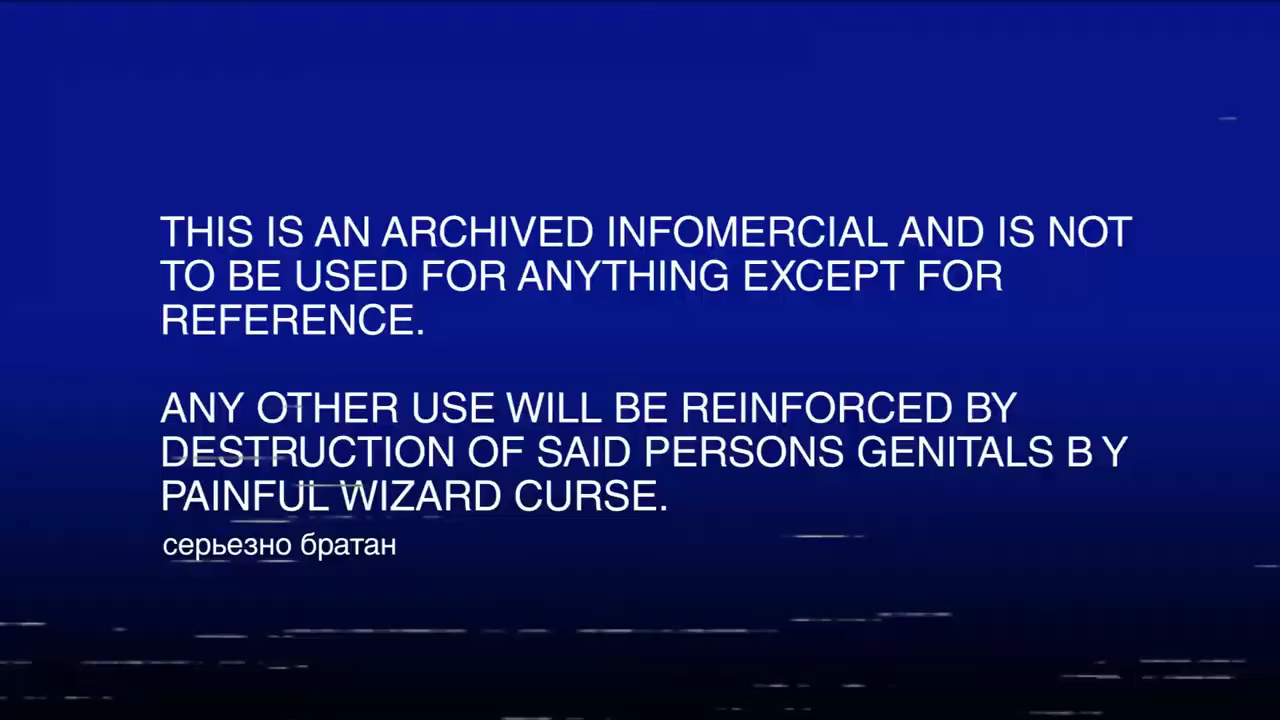 THIS IS AN ARCHIVED INFOMERCIAL AND IS NOT
TO BE USED FOR ANYTHING EXCEPT FOR
REFERENCE.
ANY OTHER USE WILL BE REINFORCED BY
DESTRUCTION OF SAID PERSONS GENITALS B Y
PAINFUL WIZARD CURSE.
серьезно братан